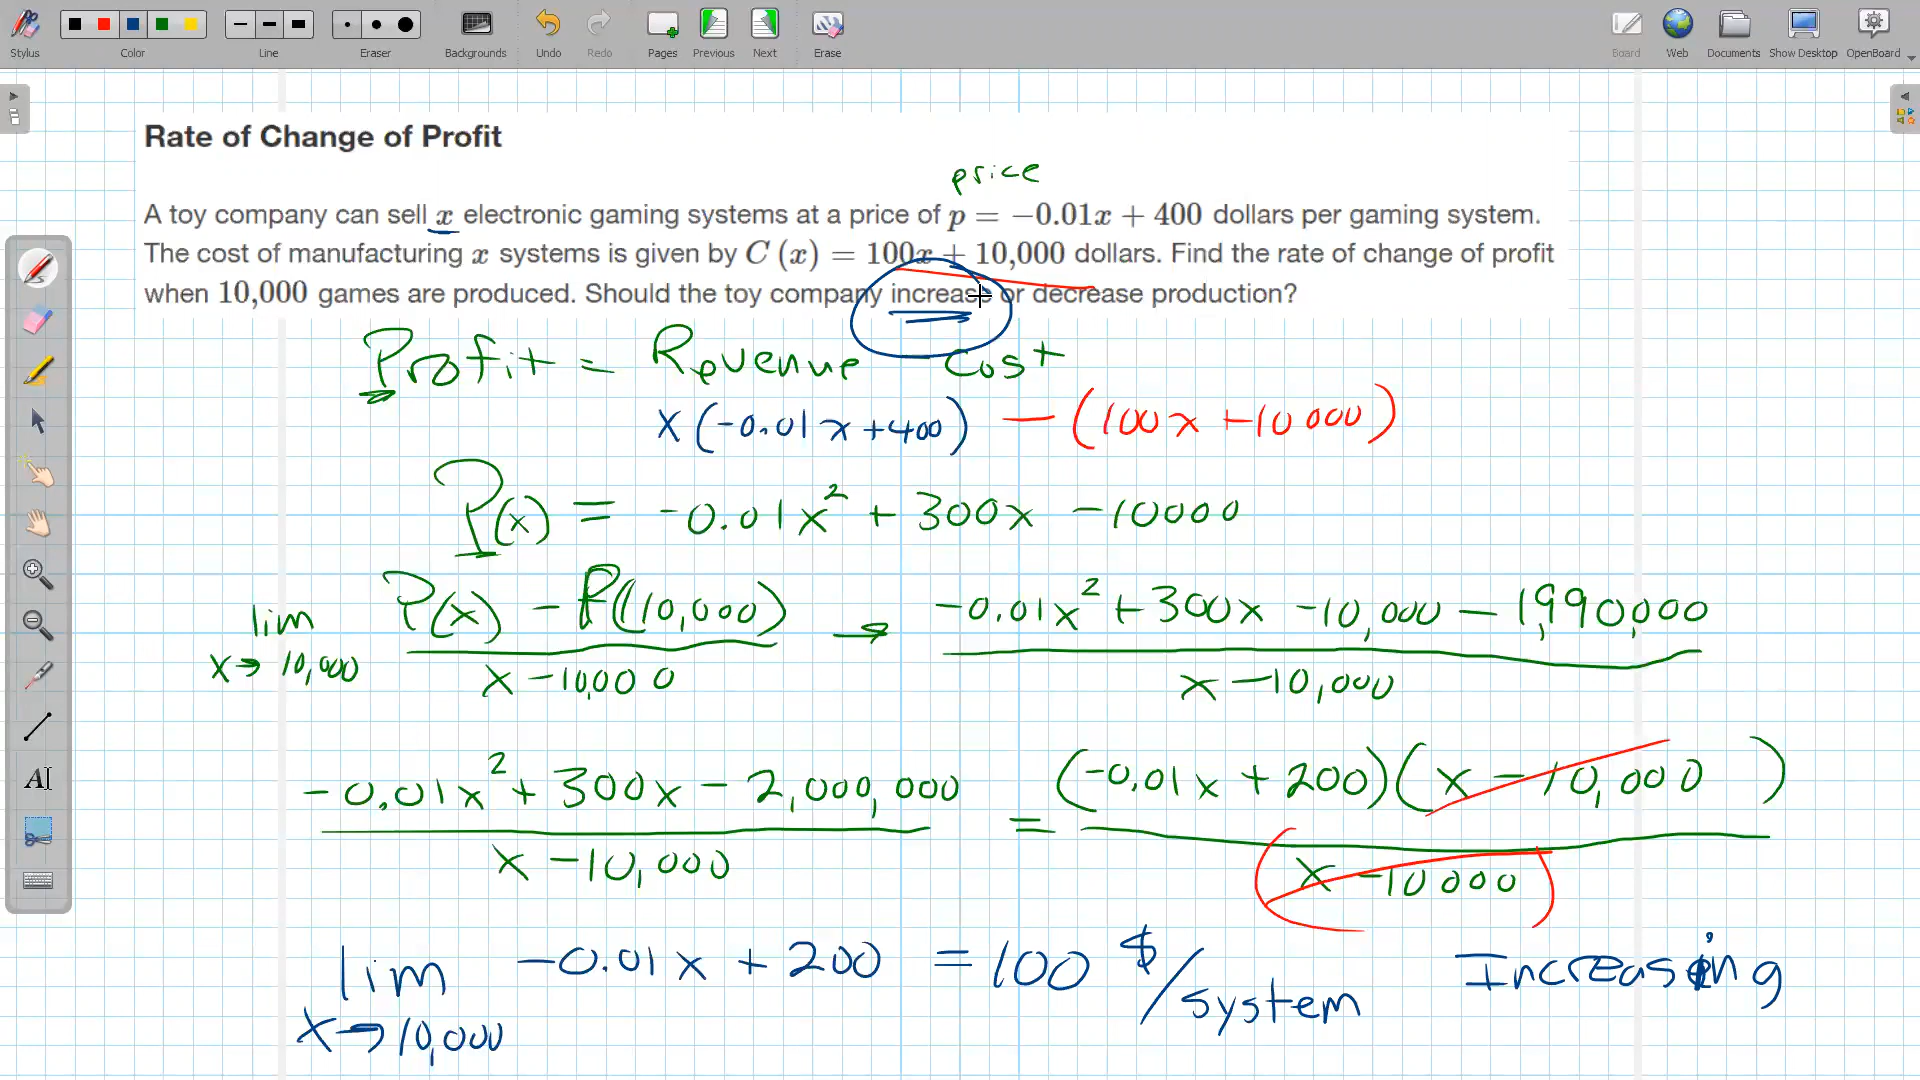 Stylus Color Line Eraser Backgrounds Undo Redo Pages Previous Next Erase Board Web Documents Show Desktop OpenBoard
Rate of Change of Profit
price
A toy company can sell x electronic gaming systems at a price of p = −0.01x + 400 dollars per gaming system.
The cost of manufacturing x systems is given by C (x) = 100x + 10,000 dollars. Find the rate of change of profit
when 10,000 games are produced. Should the toy company increase or decrease production?
Profit = Revenue Cost
x(-0.01x+400) - (100x+10000)
P(x) = -0.01x² + 300x - 10000
lim x→10,000 P(x) - P(10,000) / x - 10,000 → -0.01x² + 300x - 10,000 - 1,990,000 / x - 10,000
-0.01x² + 300x - 2,000,000 / x - 10,000 = (-0.01x + 200)(x - 10,000) / x - 10000
lim x→10,000 -0.01x + 200 = 100 $/system Increasing
AI